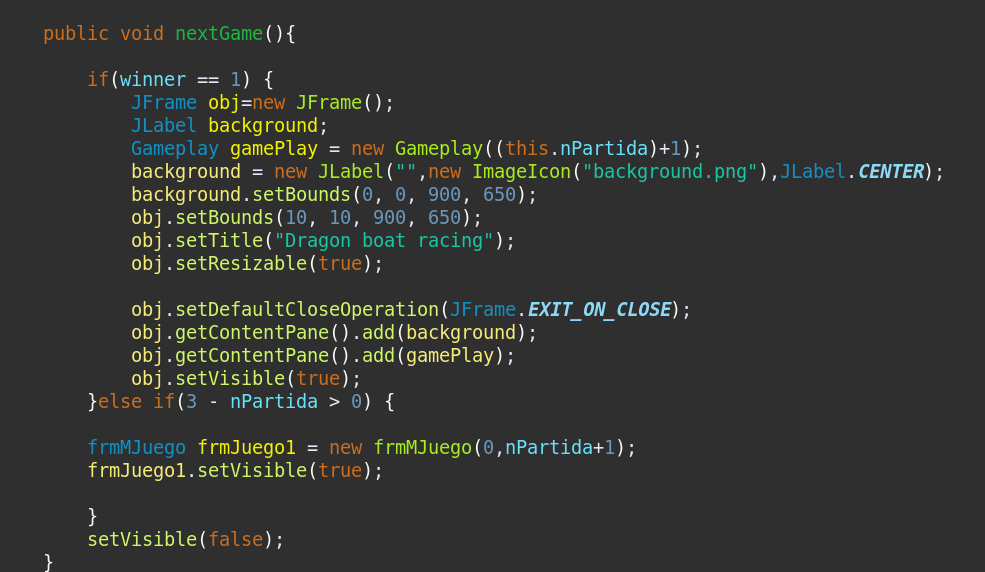 public void nextGame(){
if(winner == 1) {
JFrame obj=new JFrame();
JLabel background;
Gameplay gamePlay = new Gameplay((this.nPartida)+1);
background = new JLabel("",new ImageIcon("background.png"),JLabel.CENTER);
background.setBounds(0, 0, 900, 650);
obj.setBounds(10, 10, 900, 650);
obj.setTitle("Dragon boat racing");
obj.setResizable(true);
obj.setDefaultCloseOperation(JFrame.EXIT_ON_CLOSE);
obj.getContentPane().add(background);
obj.getContentPane().add(gamePlay);
obj.setVisible(true);
}else if(3 - nPartida > 0) {
frmMJuego frmJuego1 = new frmMJuego(0,nPartida+1);
frmJuego1.setVisible(true);
}
setVisible(false);
}